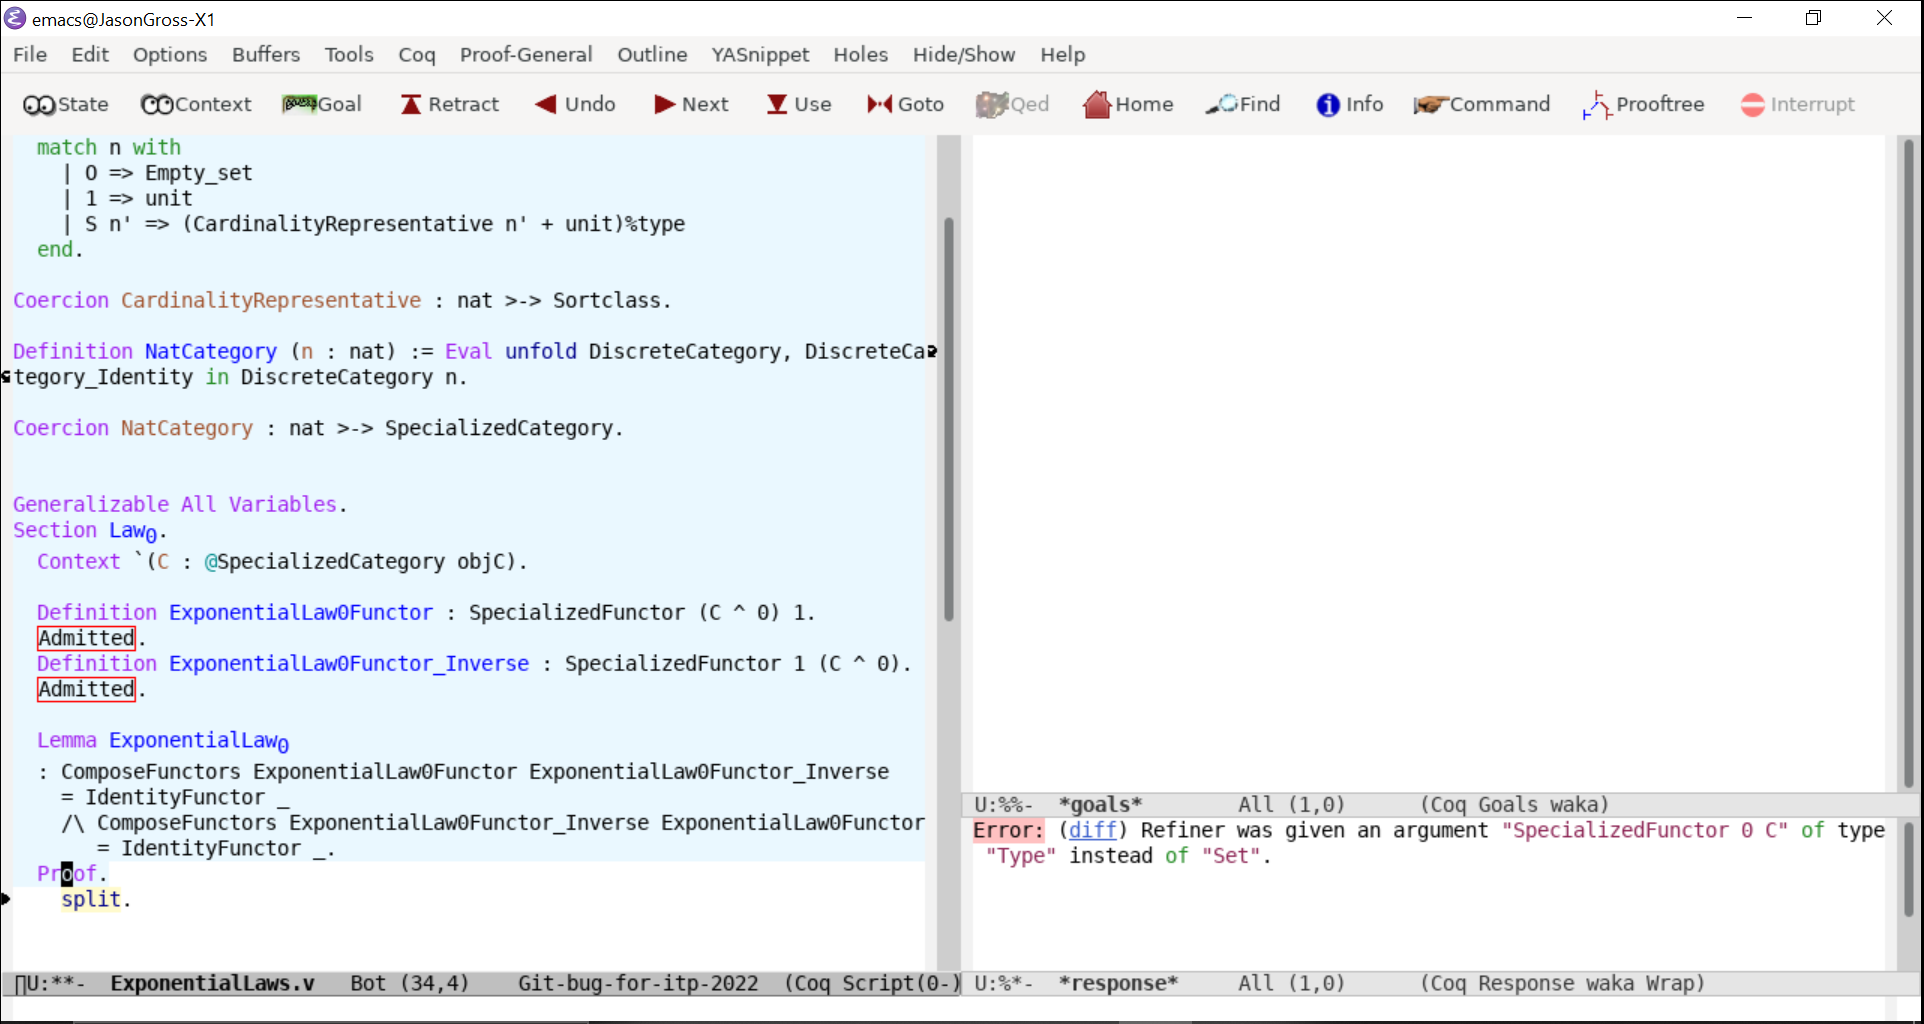 emacs@JasonGross-X1
File Edit Options Buffers Tools Coq Proof-General Outline YASnippet Holes Hide/Show Help
State Context Goal Retract Undo Next Use Goto Qed Home Find Info Command Prooftree Interrupt
match n with
| O => Empty_set
| 1 => unit
| S n' => (CardinalityRepresentative n' + unit)%type
end.
Coercion CardinalityRepresentative : nat >-> Sortclass.
Definition NatCategory (n : nat) := Eval unfold DiscreteCategory, DiscreteCa
tegory_Identity in DiscreteCategory n.
Coercion NatCategory : nat >-> SpecializedCategory.
Generalizable All Variables.
Section Law0.
Context `(C : @SpecializedCategory objC).
Definition ExponentialLaw0Functor : SpecializedFunctor (C ^ 0) 1.
Admitted.
Definition ExponentialLaw0Functor_Inverse : SpecializedFunctor 1 (C ^ 0).
Admitted.
Lemma ExponentialLaw0
: ComposeFunctors ExponentialLaw0Functor ExponentialLaw0Functor_Inverse
= IdentityFunctor _
/\ ComposeFunctors ExponentialLaw0Functor_Inverse ExponentialLaw0Functor
= IdentityFunctor _.
Proof.
split.
U:**- ExponentialLaws.v Bot (34,4) Git-bug-for-itp-2022 (Coq Script(0-)
U:%%- *goals* All (1,0) (Coq Goals waka)
Error: (diff) Refiner was given an argument "SpecializedFunctor 0 C" of type
"Type" instead of "Set".
U:%*- *response* All (1,0) (Coq Response waka Wrap)